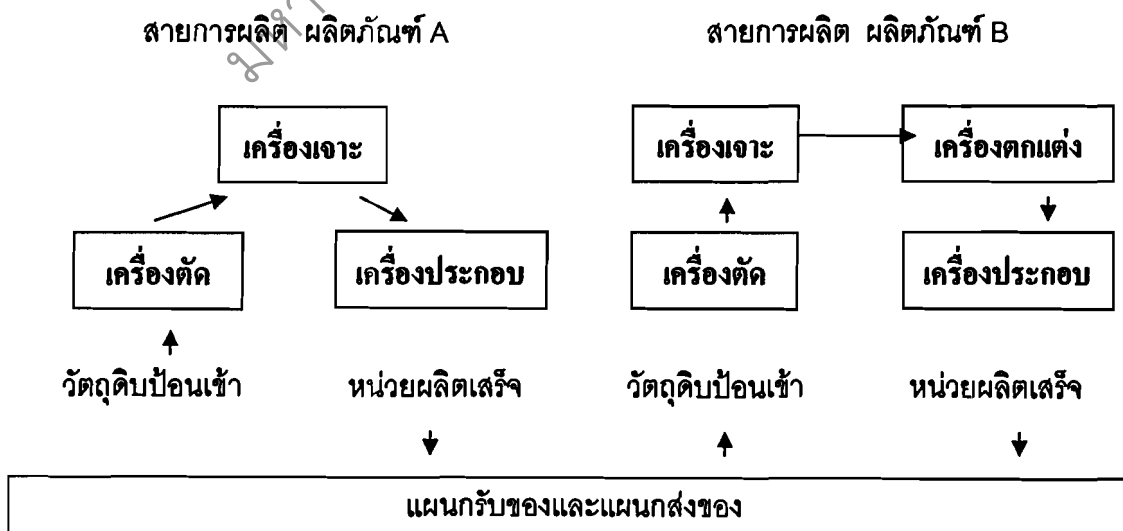 สายการผลิต ผลิตภัณฑ์ A
สายการผลิต ผลิตภัณฑ์ B
เครื่องเจาะ
เครื่องเจาะ
เครื่องตกแต่ง
เครื่องตัด
เครื่องประกอบ
เครื่องตัด
เครื่องประกอบ
วัตถุดิบป้อนเข้า
หน่วยผลิตเสร็จ
วัตถุดิบป้อนเข้า
หน่วยผลิตเสร็จ
แผนกรับของและแผนกส่งของ